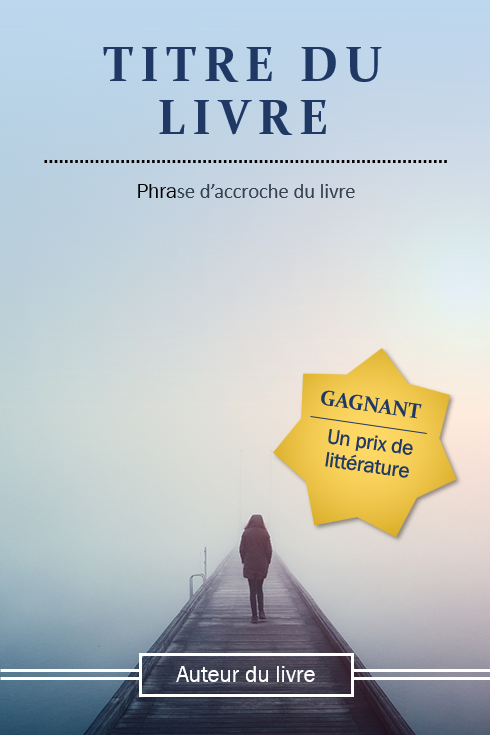 TITRE DU
LIVRE
Phrase d’accroche du livre
GAGNANT
Un prix de
littérature
Auteur du livre